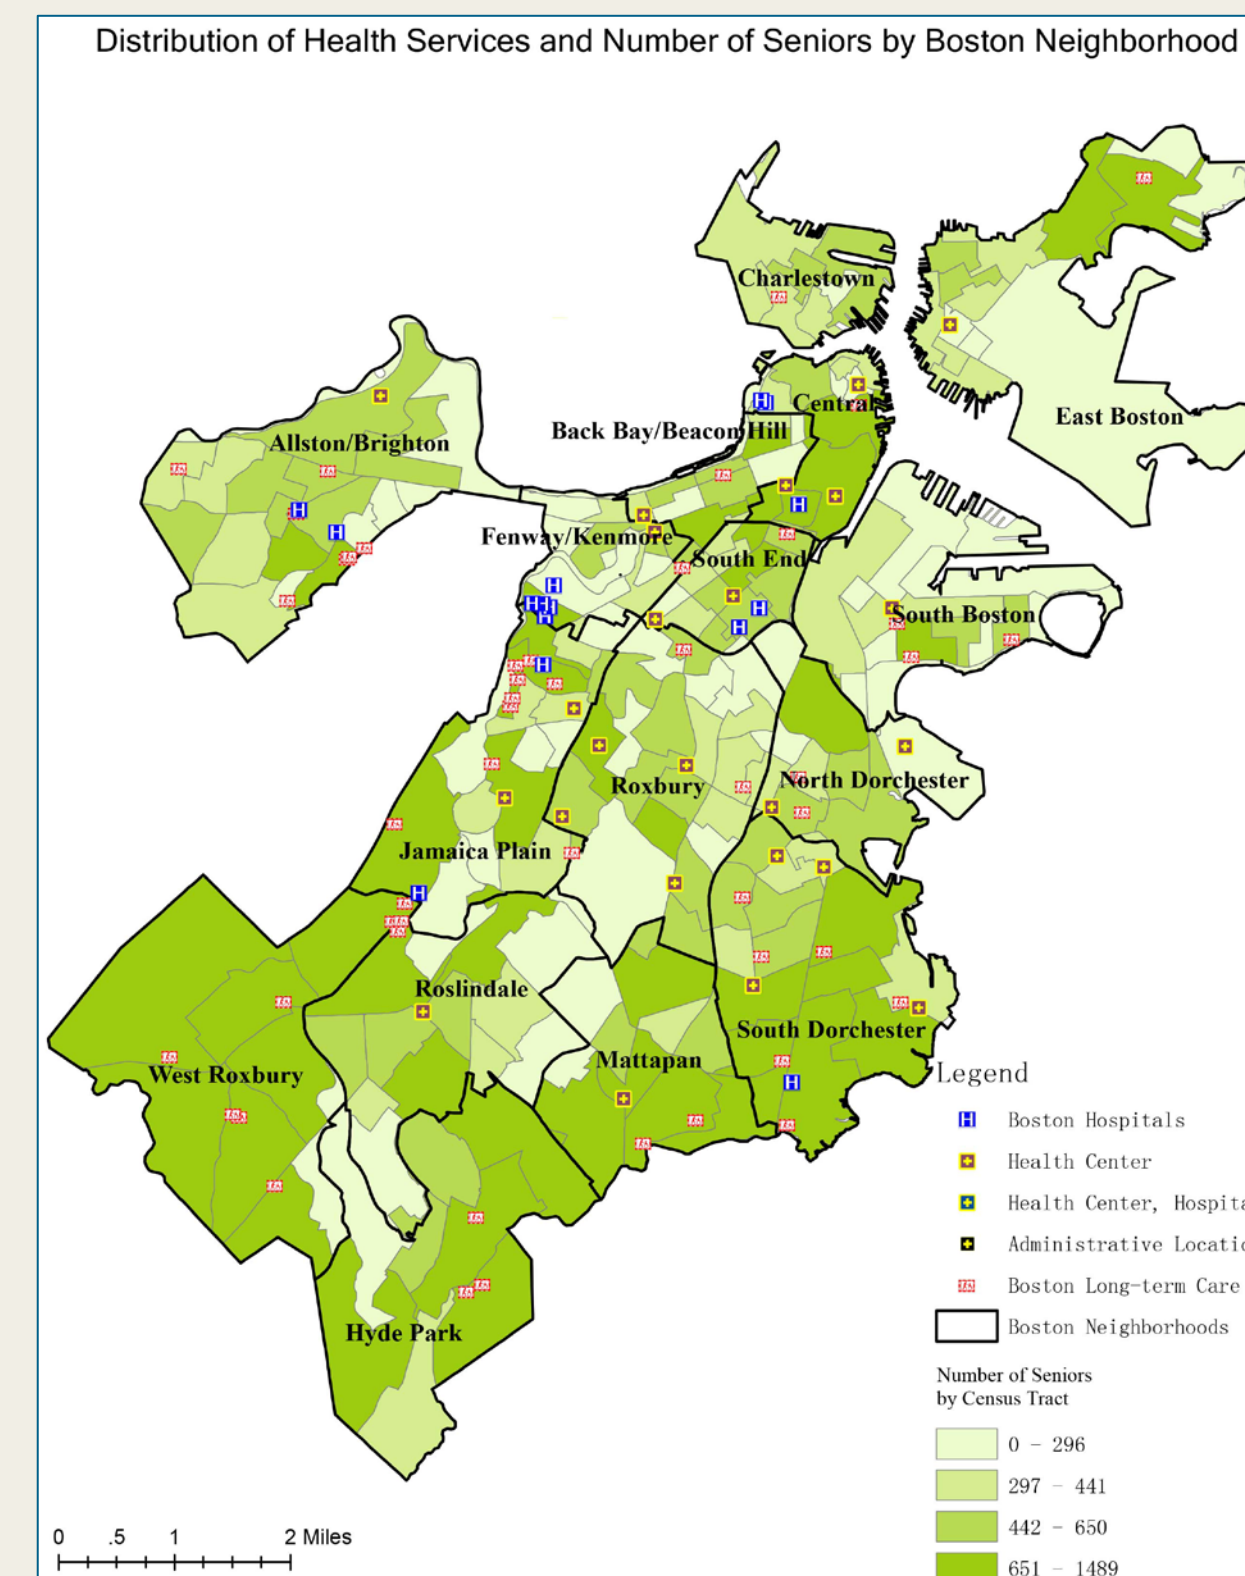 Distribution of Health Services and Number of Seniors by Boston Neighborhood
Charlestown
Central
East Boston
Back Bay/Beacon Hill
Allston/Brighton
Fenway/Kenmore
South End
South Boston
Roxbury
North Dorchester
Jamaica Plain
Roslindale
South Dorchester
Mattapan
West Roxbury
Hyde Park
Legend
H Boston Hospitals
Health Center
Health Center, Hospita
Administrative Locatio
Boston Long-term Care
Boston Neighborhoods
Number of Seniors
by Census Tract
0 - 296
297 - 441
442 - 650
651 - 1489
0 .5 1 2 Miles